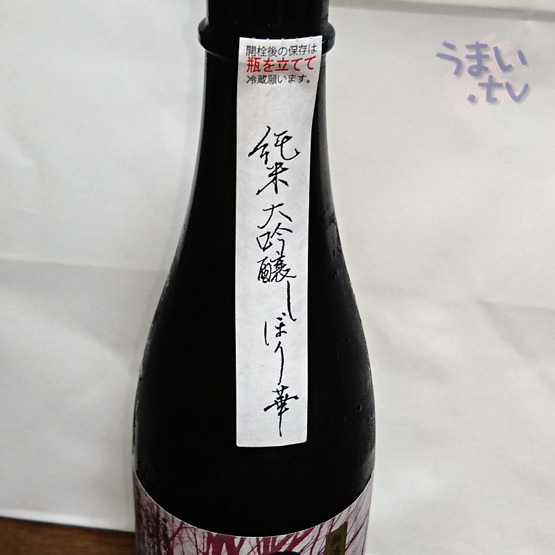 開栓後の保存は
瓶を立てて
冷蔵願います。
純米大吟醸しぼり華
うまい
.tv